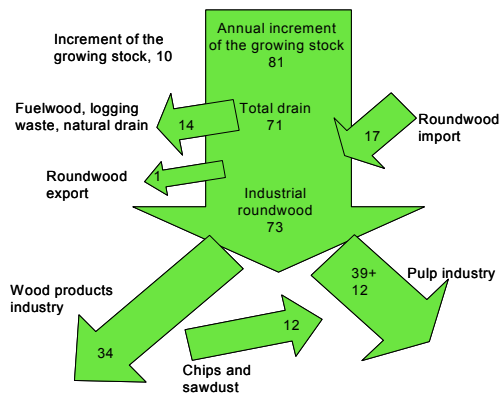 Annual increment
of the growing stock
81
Increment of the
growing stock, 10
Fuelwood, logging
waste, natural drain
14
Total drain
71
17
Roundwood
import
1
Roundwood
export
Industrial
roundwood
73
Wood products
industry
34
39+
12
Pulp industry
12
Chips and
sawdust